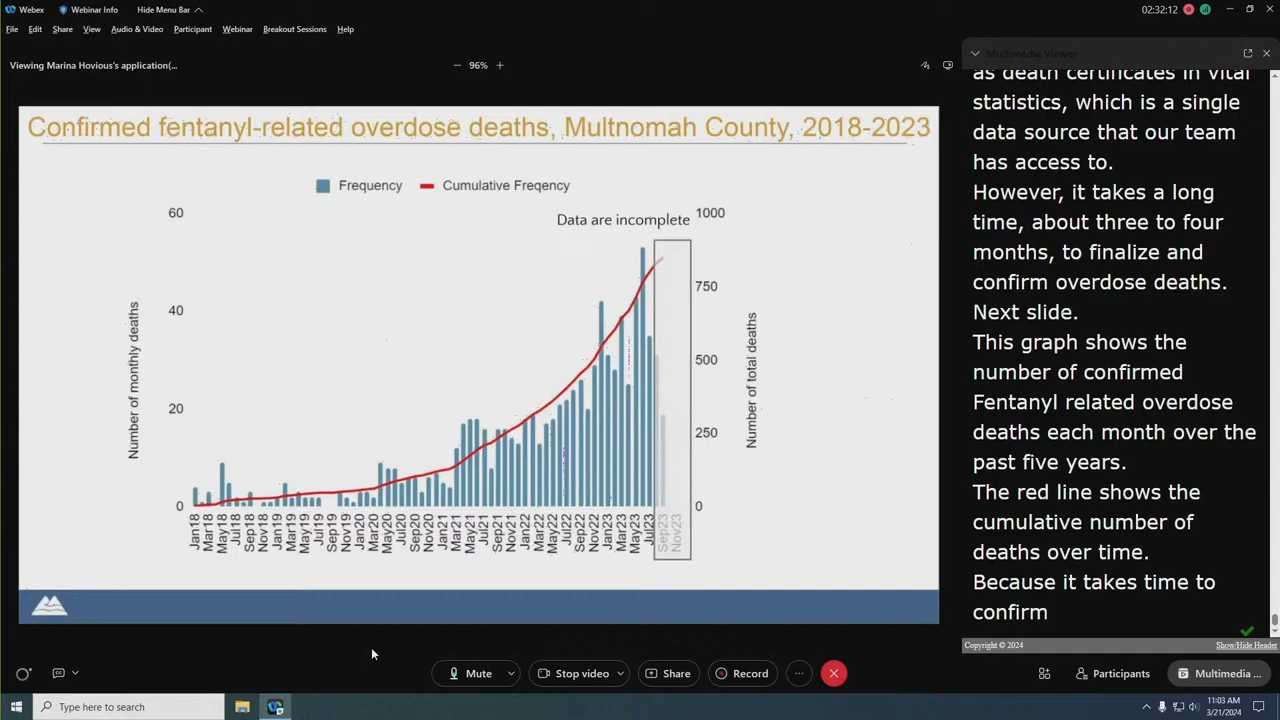 Webex
Webinar Info
Hide Menu Bar
02:32:12
File
Edit
Share
View
Audio & Video
Participant
Webinar
Breakout Sessions
Help
Viewing Marina Hovious's application(...
96%
Multimedia Viewer
Confirmed fentanyl-related overdose deaths, Multnomah County, 2018-2023
Frequency
Cumulative Freqency
Data are incomplete
60
40
20
0
Number of monthly deaths
1000
750
500
250
0
Number of total deaths
Jan18
Mar18
May18
Jul18
Sep18
Nov18
Jan19
Mar19
May19
Jul19
Sep19
Nov19
Jan20
Mar20
May20
Jul20
Sep20
Nov20
Jan21
Mar21
May21
Jul21
Sep21
Nov21
Jan22
Mar22
May22
Jul22
Sep22
Nov22
Jan23
Mar23
May23
Jul23
Sep23
Nov23
as death certificates in vital
statistics, which is a single
data source that our team
has access to.
However, it takes a long
time, about three to four
months, to finalize and
confirm overdose deaths.
Next slide.
This graph shows the
number of confirmed
Fentanyl related overdose
deaths each month over the
past five years.
The red line shows the
cumulative number of
deaths over time.
Because it takes time to
confirm
Copyright © 2024
Show/Hide Header
Mute
Stop video
Share
Record
Participants
Multimedia ...
Type here to search
11:03 AM
3/21/2024